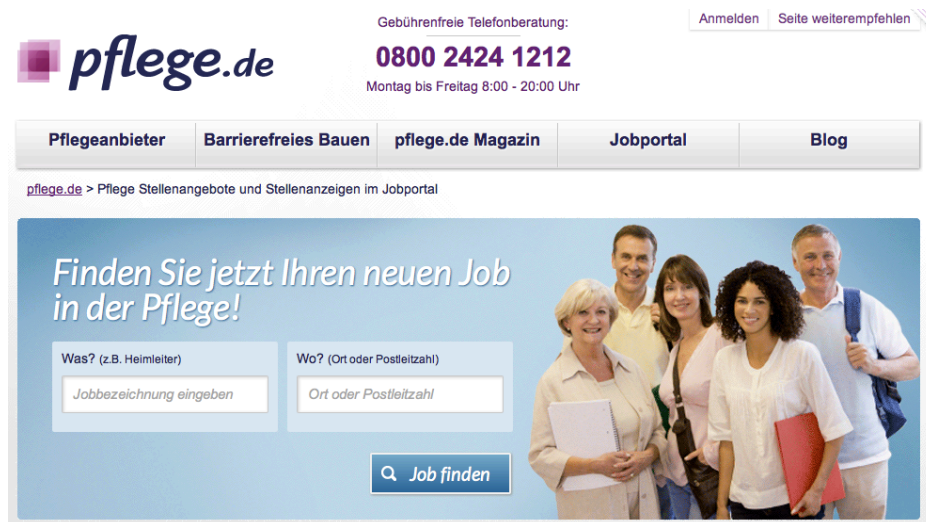 Gebührenfreie Telefonberatung:
Anmelden
Seite weiterempfehlen
pflege.de
0800 2424 1212
Montag bis Freitag 8:00 - 20:00 Uhr
Pflegeanbieter
Barrierefreies Bauen
pflege.de Magazin
Jobportal
Blog
pflege.de > Pflege Stellenangebote und Stellenanzeigen im Jobportal
Finden Sie jetzt Ihren neuen Job
in der Pflege!
Was? (z.B. Heimleiter)
Wo? (Ort oder Postleitzahl)
Jobbezeichnung eingeben
Ort oder Postleitzahl
Job finden